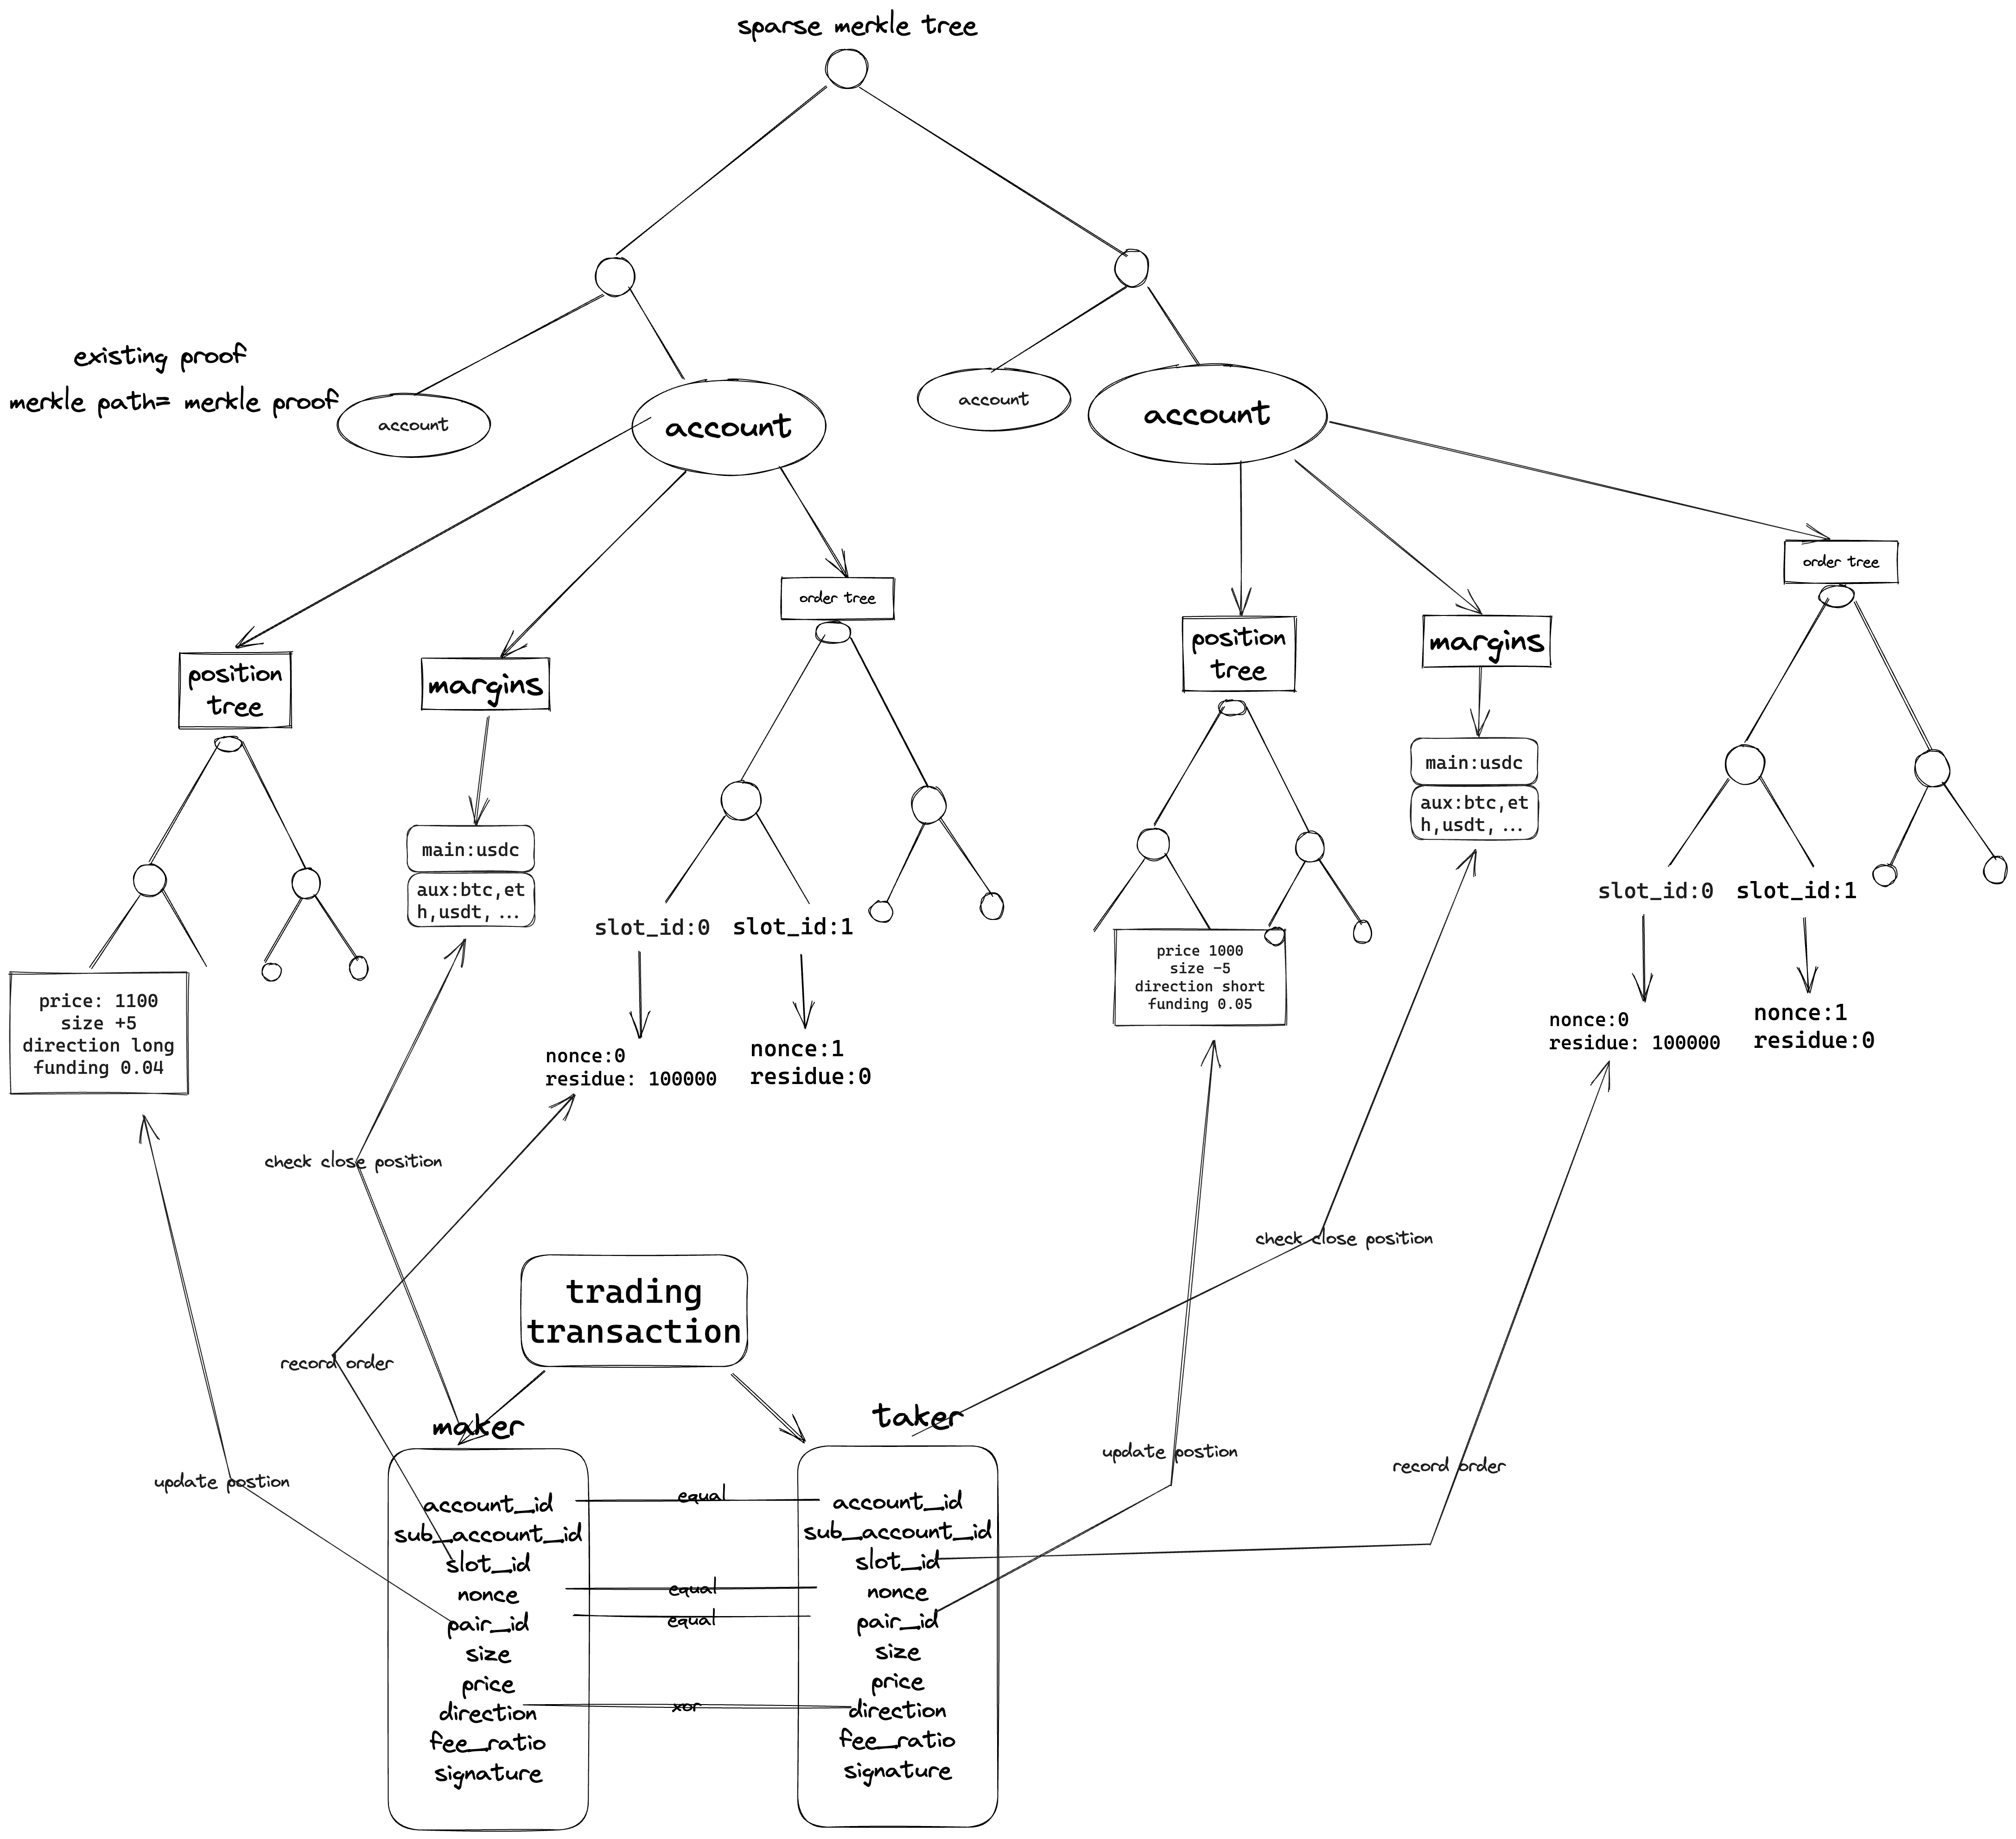 sparse merkle tree
existing proof
merkle path= merkle proof
account
account
account
account
position
tree
margins
order tree
position
tree
margins
order tree
main:usdc
aux:btc,et
h,usdt, ...
main:usdc
aux:btc,et
h,usdt, ...
slot_id:0
slot_id:1
slot_id:0
slot_id:1
price: 1100
size +5
direction long
funding 0.04
nonce:0
residue: 100000
nonce:1
residue:0
price 1000
size -5
direction short
funding 0.05
nonce:0
residue: 100000
nonce:1
residue:0
check close position
check close position
trading
transaction
record order
update postion
maker
taker
update postion
record order
account_id
sub_account_id
slot_id
nonce
pair_id
size
price
direction
fee_ratio
signature
equal
equal
equal
xor
account_id
sub_account_id
slot_id
nonce
pair_id
size
price
direction
fee_ratio
signature